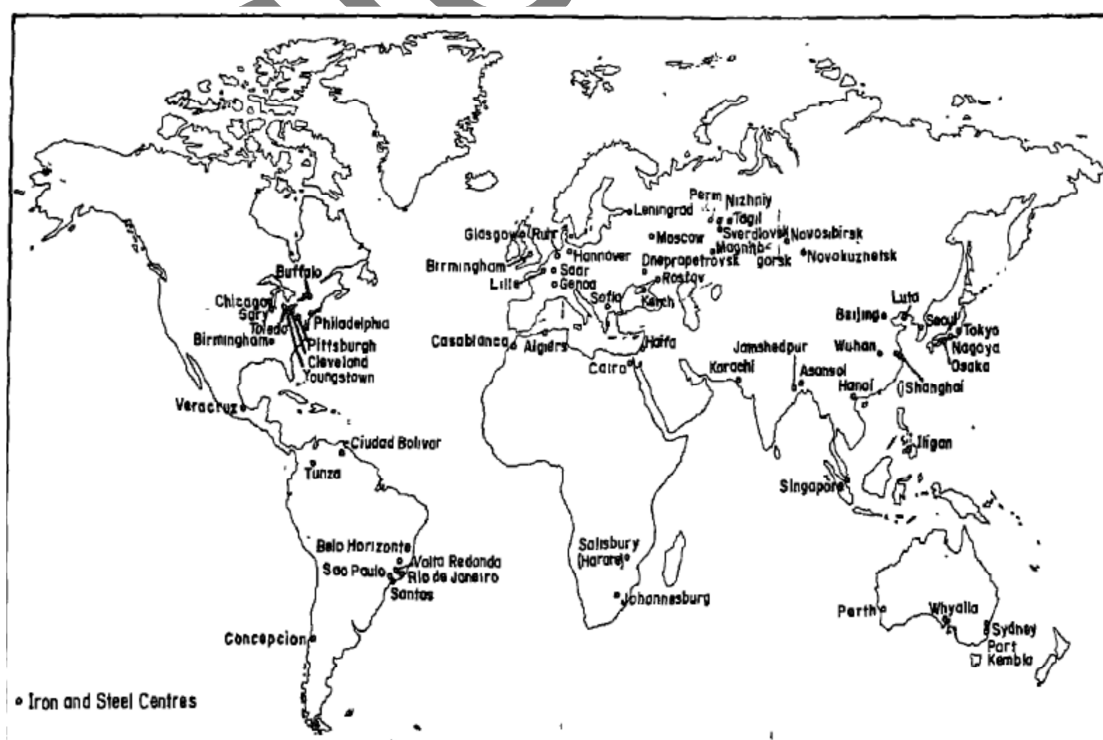 Perm Nizhniy
Leningrad
Tagil
Glasgow Ruhr
Sverdlovsk Novosibirsk
Moscow
Hannover
Novokuznetsk
Birmingham
Dnepropetrovsk gorsk
Buffalo
Saar
Rostov
Lille
Genoa
Kerch
Chicago
Sofia
Luta
Gary
Beijing
Seoul
Toledo Philadelphia
Tokyo
Birmingham
Pittsburgh
Casablanca
Algiers
Haifa
Jamshedpur
Wuhan
Nagoya
Cleveland
Osaka
Youngstown
Cairo
Karachi
Asansol
Hanoi
Shanghai
Veracruz
Ciudad Bolivar
Iligan
Tunza
Singapore
Belo Horizonte
Volta Redonda
Salisbury
(Harare)
Sao Paulo
Rio de Janeiro
Santos
Johannesburg
Perth
Whyalla
Sydney
Concepcion
Port
Kembla
Iron and Steel Centres